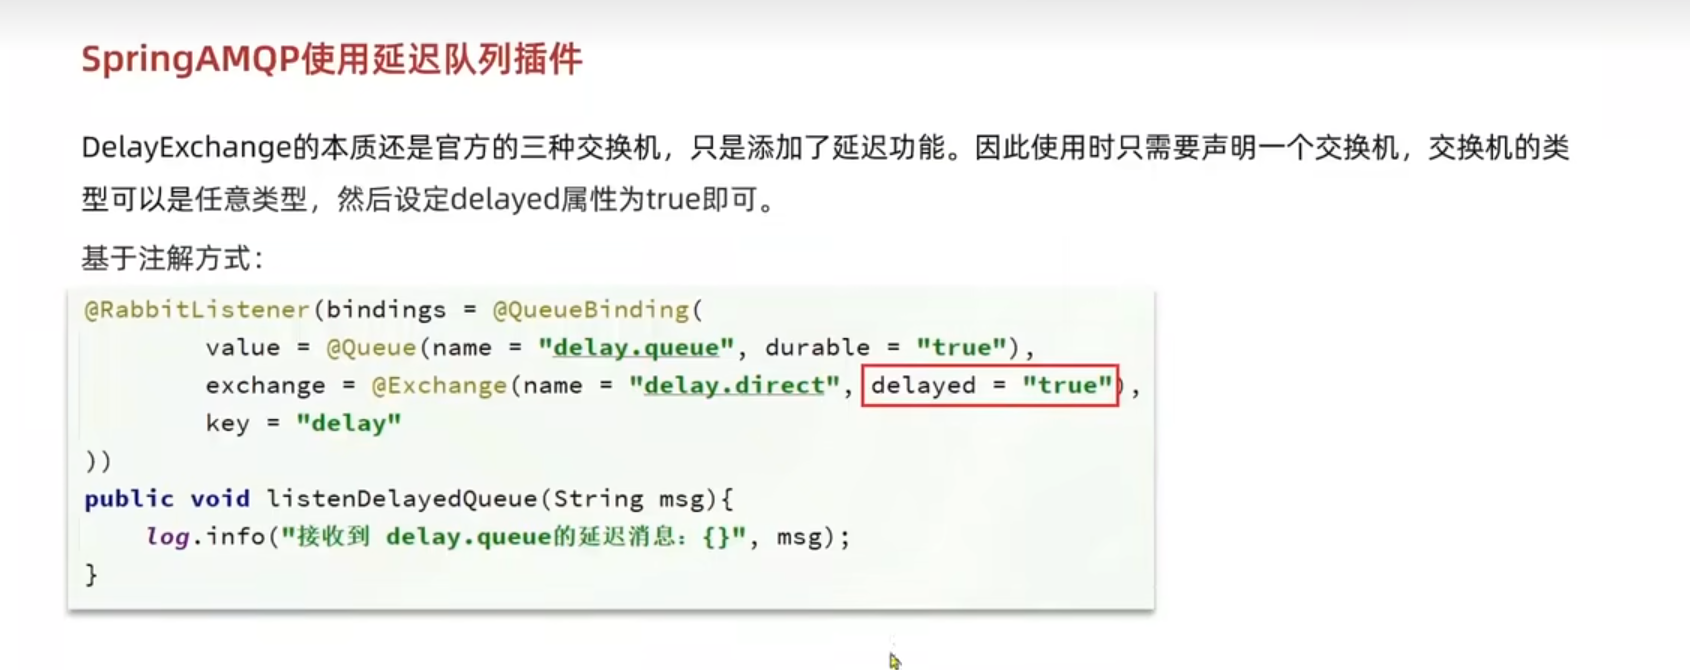 SpringAMQP使用延迟队列插件
DelayExchange的本质还是官方的三种交换机，只是添加了延迟功能。因此使用时只需要声明一个交换机，交换机的类
型可以是任意类型，然后设定delayed属性为true即可。
基于注解方式：
@RabbitListener(bindings = @QueueBinding(
        value = @Queue(name = "delay.queue", durable = "true"),
        exchange = @Exchange(name = "delay.direct", delayed = "true"),
        key = "delay"
))
public void listenDelayedQueue(String msg){
    log.info("接收到 delay.queue的延迟消息：{}", msg);
}